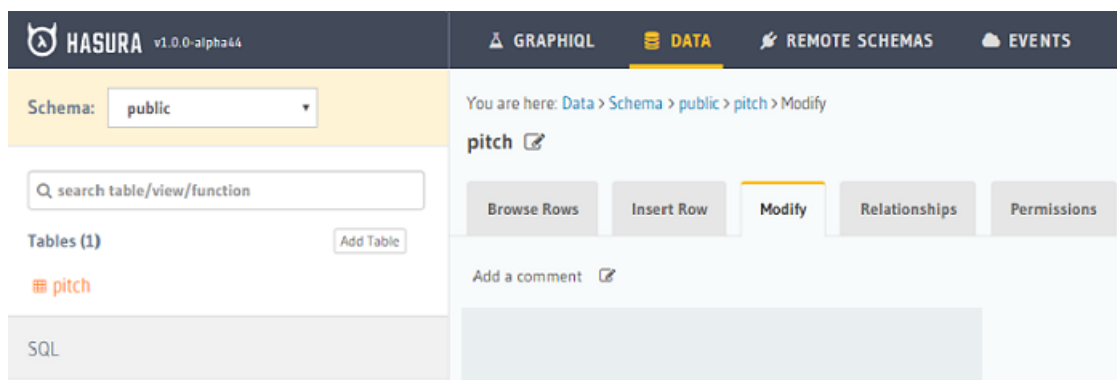 HASURA v1.0.0-alpha44
GRAPHIQL DATA REMOTE SCHEMAS EVENTS
Schema: public
You are here: Data > Schema > public > pitch > Modify
pitch
search table/view/function
Browse Rows Insert Row Modify Relationships Permissions
Tables (1) Add Table
Add a comment
pitch
SQL